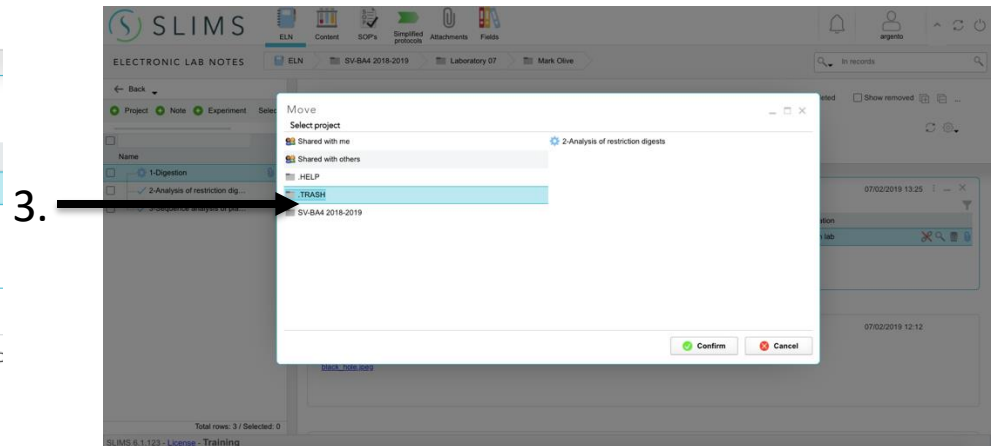 SLIMS
ELN
Content
SOP's
Simplified protocols
Attachments
Fields
argento
ELECTRONIC LAB NOTES
ELN
SV-BA4 2018-2019
Laboratory 07
Mark Olive
In records
Back
Project Note Experiment Selec
Show removed ...
Name
1-Digestion
2-Analysis of restriction dig...
Move
Select project
Shared with me
2-Analysis of restriction digests
Shared with others
.HELP
.TRASH
SV-BA4 2018-2019
3.
07/02/2019 13:25
lab
07/02/2019 12:12
Confirm
Cancel
black_hole.jpeg
Total rows: 3 / Selected: 0
SLIMS 6.1.123 - License - Training